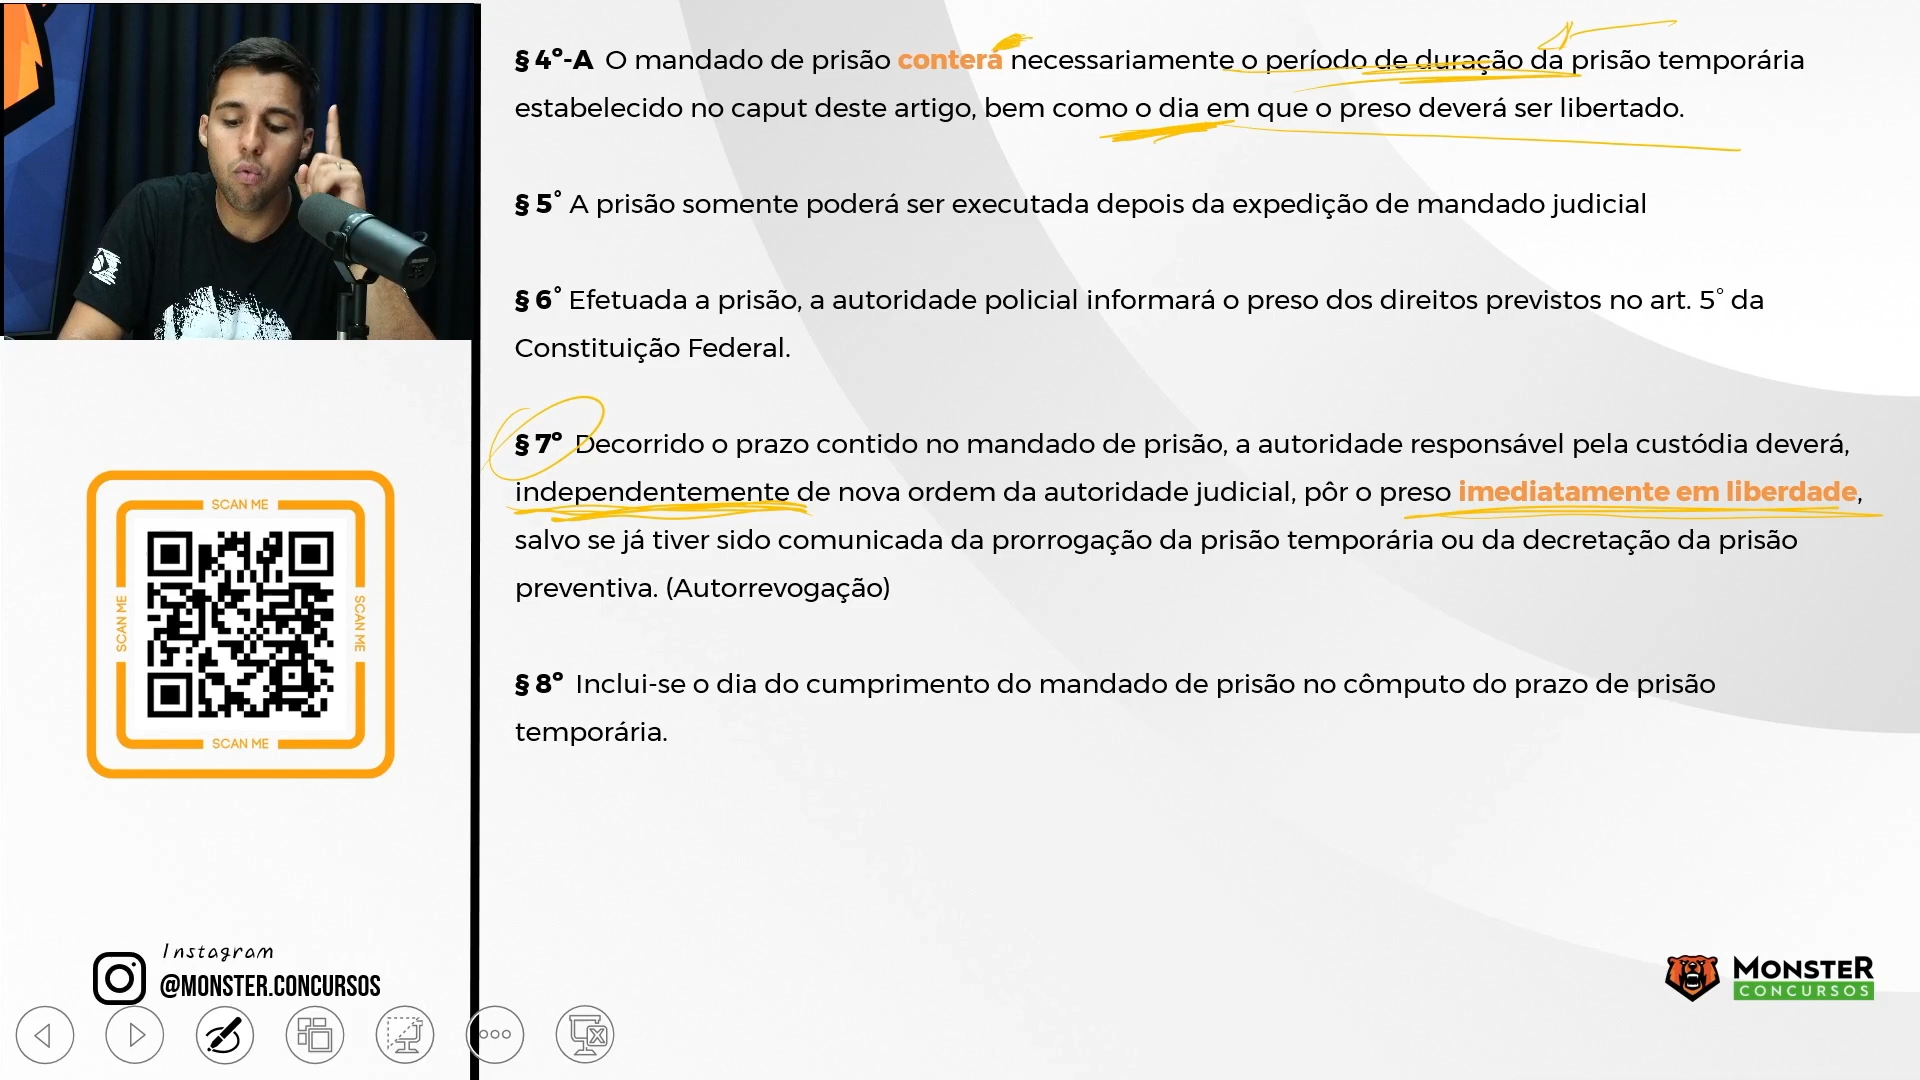 § 4º-A O mandado de prisão conterá necessariamente o período de duração da prisão temporária
estabelecido no caput deste artigo, bem como o dia em que o preso deverá ser libertado.
§ 5° A prisão somente poderá ser executada depois da expedição de mandado judicial
§ 6° Efetuada a prisão, a autoridade policial informará o preso dos direitos previstos no art. 5° da
Constituição Federal.
§ 7º Decorrido o prazo contido no mandado de prisão, a autoridade responsável pela custódia deverá,
independentemente de nova ordem da autoridade judicial, pôr o preso imediatamente em liberdade,
salvo se já tiver sido comunicada da prorrogação da prisão temporária ou da decretação da prisão
preventiva. (Autorrevogação)
§ 8º Inclui-se o dia do cumprimento do mandado de prisão no cômputo do prazo de prisão
temporária.
SCAN ME
SCAN ME
SCAN ME
SCAN ME
Instagram
@MONSTER.CONCURSOS
MONSTER
CONCURSOS